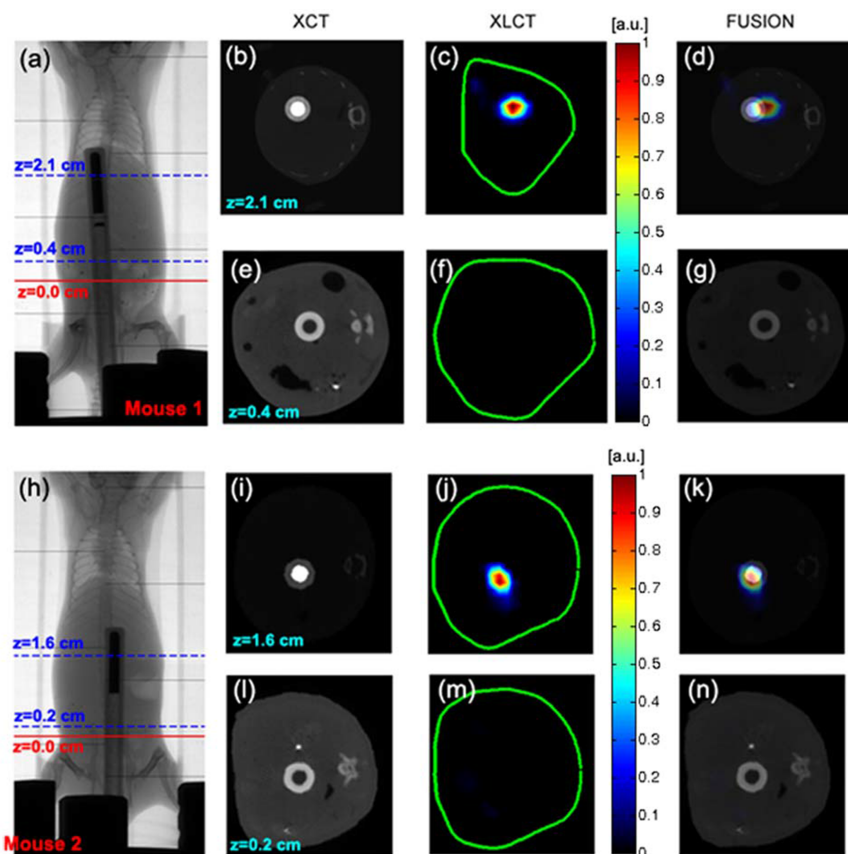 XCT XLCT FUSION
[a.u.]
(a) (b) (c) (d)
1
0.9
0.8
0.7
0.6
0.5
0.4
0.3
0.2
0.1
0
z=2.1 cm
z=2.1 cm
z=0.4 cm
z=0.0 cm
(e) (f) (g)
Mouse 1
z=0.4 cm
[a.u.]
(h) (i) (j) (k)
1
0.9
0.8
0.7
0.6
0.5
0.4
0.3
0.2
0.1
0
z=1.6 cm
z=1.6 cm
z=0.2 cm
z=0.0 cm
(l) (m) (n)
Mouse 2
z=0.2 cm